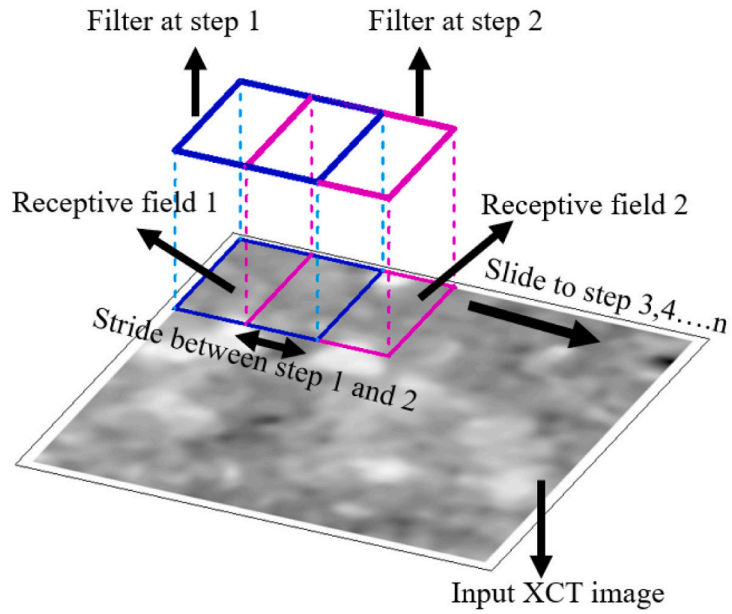 Filter at step 1
Filter at step 2
Receptive field 1
Receptive field 2
Slide to step 3,4....n
Stride between step 1 and 2
Input XCT image